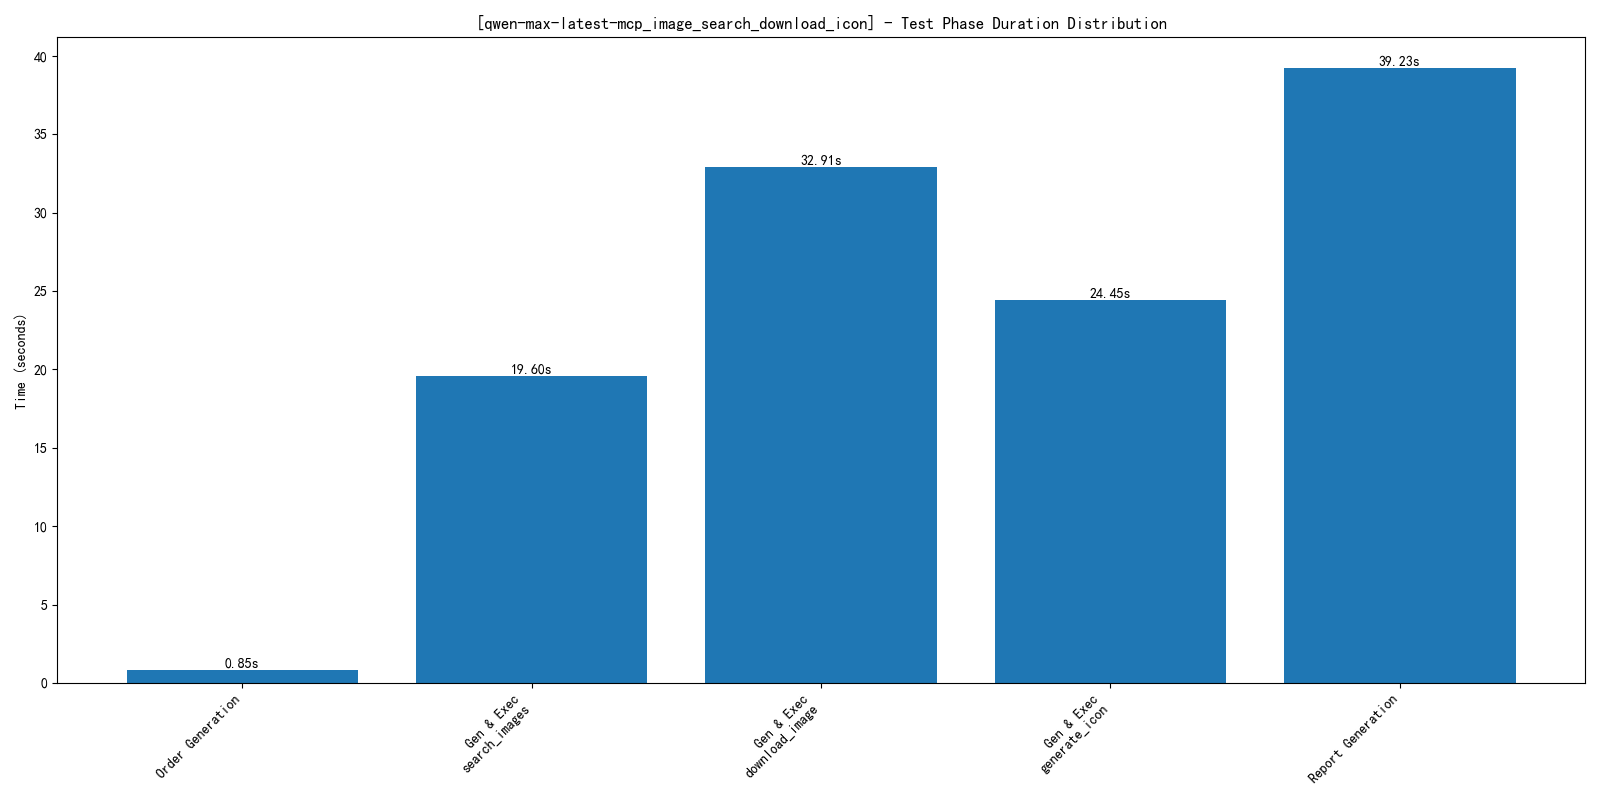 [qwen-max-latest-mcp_image_search_download_icon] - Test Phase Duration Distribution
Time (seconds)
40
35
30
25
20
15
10
5
0
0.85s
19.60s
32.91s
24.45s
39.23s
Order Generation
Gen & Exec
search_images
Gen & Exec
download_image
Gen & Exec
generate_icon
Report Generation